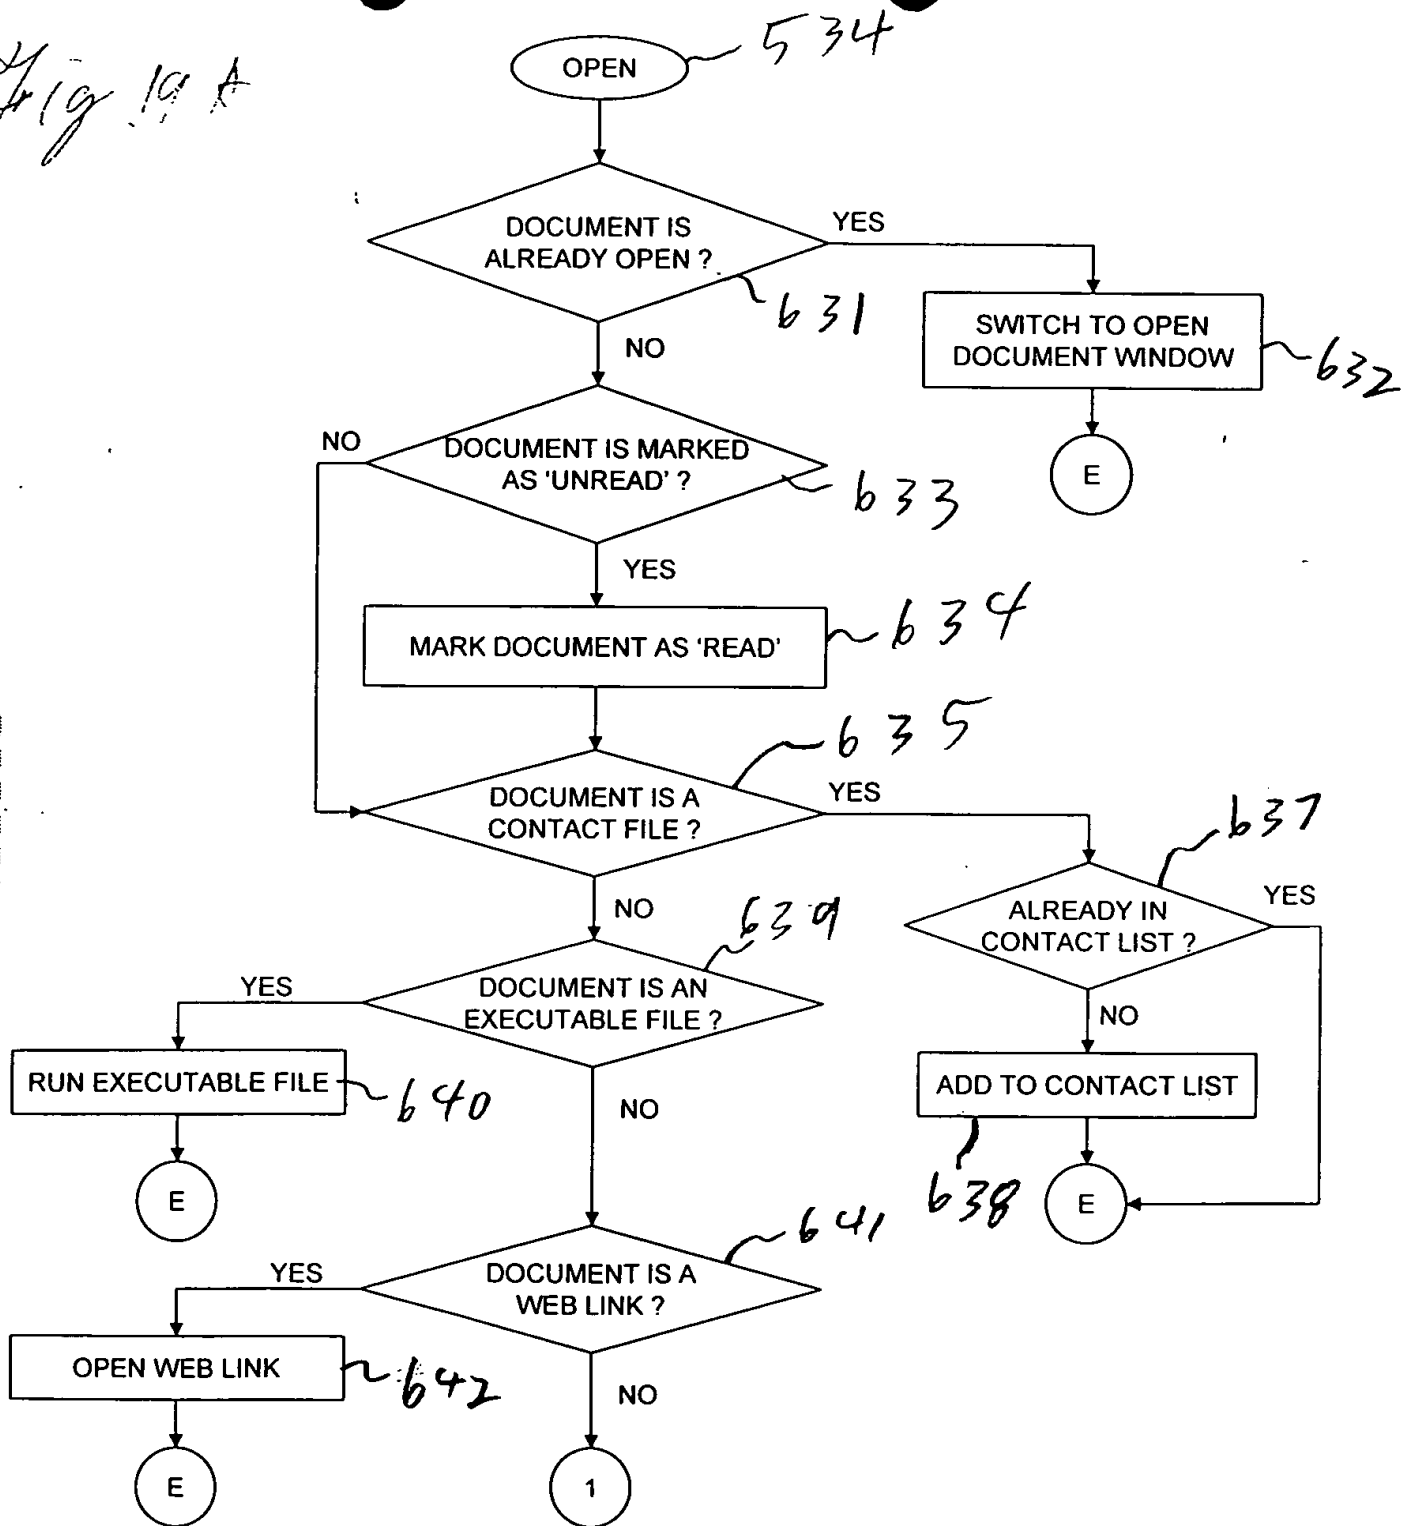 Fig 19 A
OPEN
534
DOCUMENT IS
ALREADY OPEN ?
YES
631
NO
SWITCH TO OPEN
DOCUMENT WINDOW
632
E
NO
DOCUMENT IS MARKED
AS 'UNREAD' ?
633
YES
MARK DOCUMENT AS 'READ'
634
635
DOCUMENT IS A
CONTACT FILE ?
YES
637
NO
ALREADY IN
CONTACT LIST ?
YES
639
YES
DOCUMENT IS AN
EXECUTABLE FILE ?
NO
RUN EXECUTABLE FILE
640
NO
ADD TO CONTACT LIST
638
E
E
641
YES
DOCUMENT IS A
WEB LINK ?
OPEN WEB LINK
642
NO
E
1